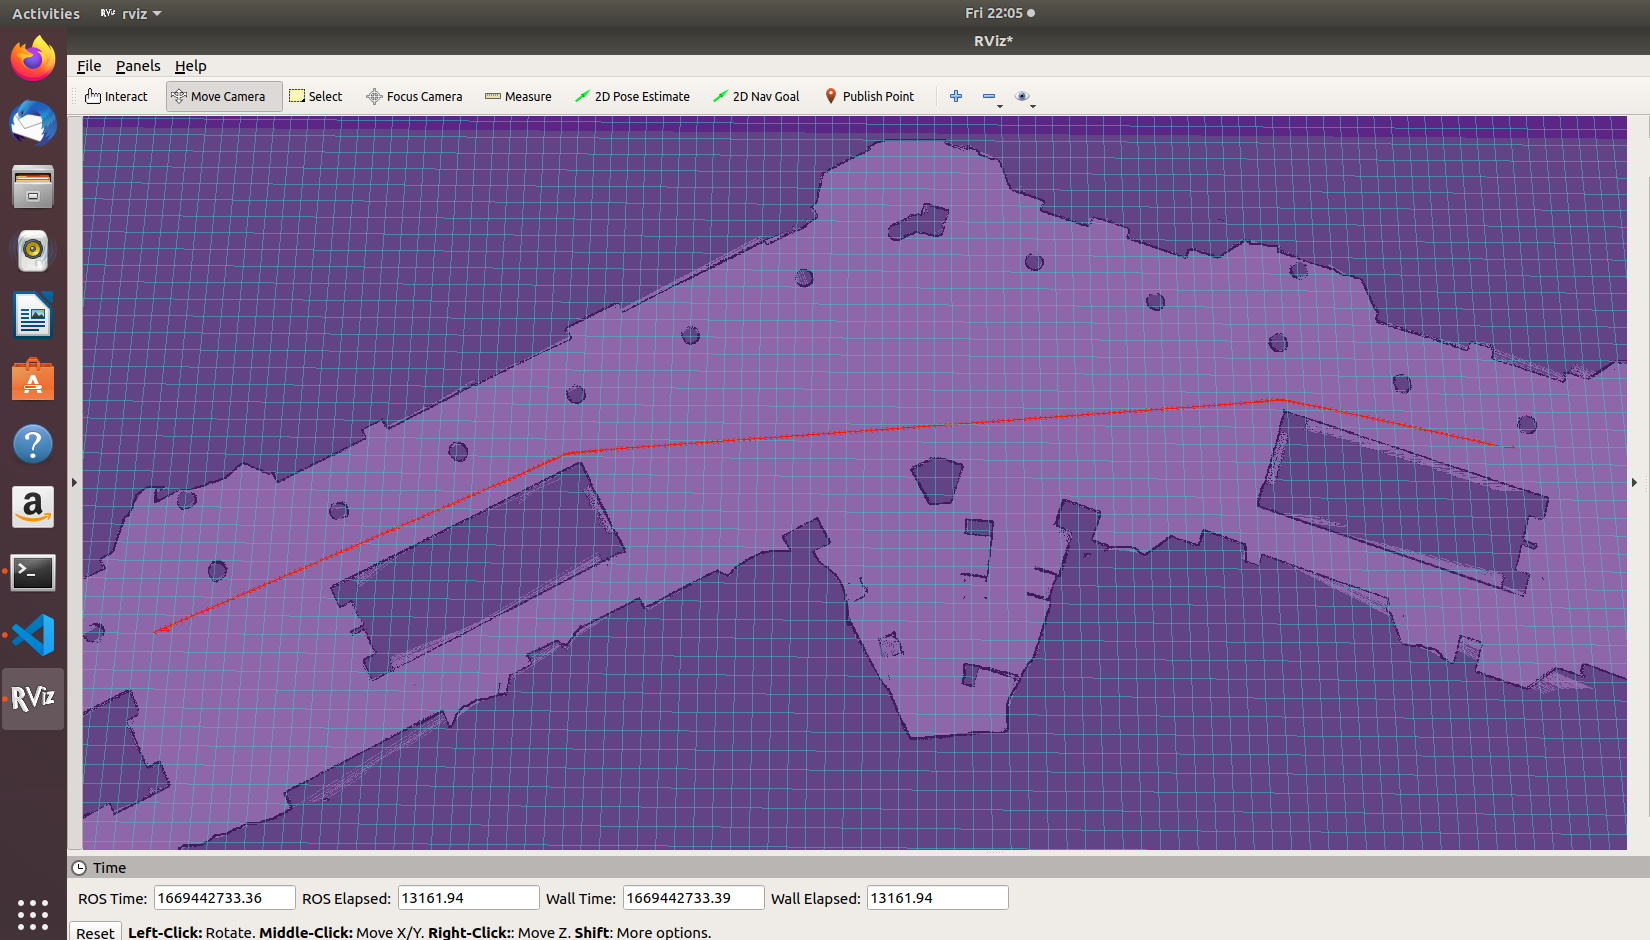 Activities RViz rviz Fri 22:05
RViz*
File Panels Help
Interact Move Camera Select Focus Camera Measure 2D Pose Estimate 2D Nav Goal Publish Point
a
>_
RViz
Time
ROS Time: 1669442733.36 ROS Elapsed: 13161.94 Wall Time: 1669442733.39 Wall Elapsed: 13161.94
Reset Left-Click: Rotate. Middle-Click: Move X/Y. Right-Click:: Move Z. Shift: More options.